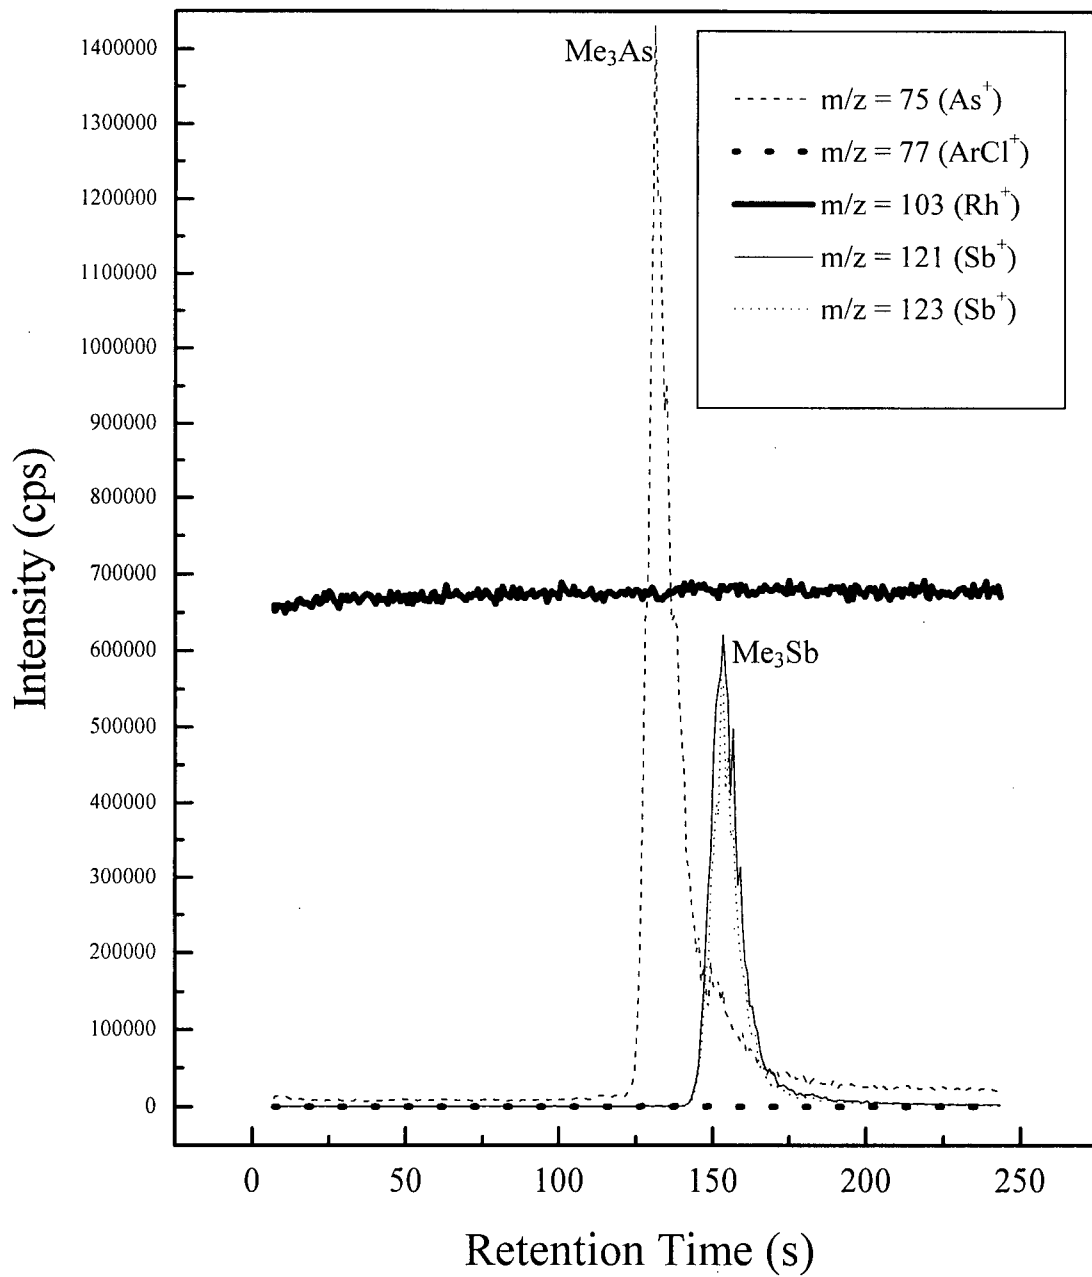 Me₃As
m/z = 75 (As⁺)
m/z = 77 (ArCl⁺)
m/z = 103 (Rh⁺)
m/z = 121 (Sb⁺)
m/z = 123 (Sb⁺)
Me₃Sb
Intensity (cps)
1400000
1300000
1200000
1100000
1000000
900000
800000
700000
600000
500000
400000
300000
200000
100000
0
0 50 100 150 200 250
Retention Time (s)